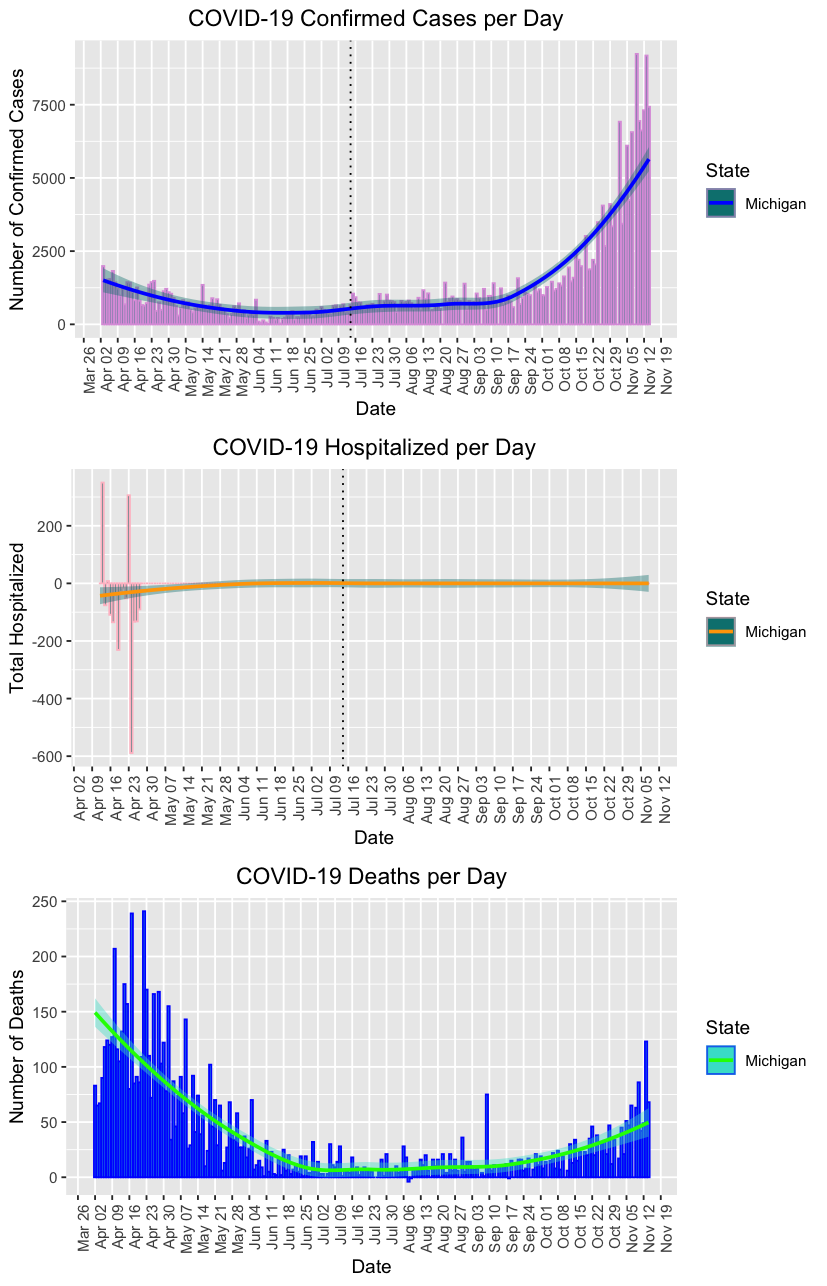 COVID-19 Confirmed Cases per Day
Number of Confirmed Cases
7500
5000
2500
0
Mar 26
Apr 02
Apr 09
Apr 16
Apr 23
Apr 30
May 07
May 14
May 21
May 28
Jun 04
Jun 11
Jun 18
Jun 25
Jul 02
Jul 09
Jul 16
Jul 23
Jul 30
Aug 06
Aug 13
Aug 20
Aug 27
Sep 03
Sep 10
Sep 17
Sep 24
Oct 01
Oct 08
Oct 15
Oct 22
Oct 29
Nov 05
Nov 12
Nov 19
Date
State
Michigan
COVID-19 Hospitalized per Day
Total Hospitalized
200
0
-200
-400
-600
Apr 02
Apr 09
Apr 16
Apr 23
Apr 30
May 07
May 14
May 21
May 28
Jun 04
Jun 11
Jun 18
Jun 25
Jul 02
Jul 09
Jul 16
Jul 23
Jul 30
Aug 06
Aug 13
Aug 20
Aug 27
Sep 03
Sep 10
Sep 17
Sep 24
Oct 01
Oct 08
Oct 15
Oct 22
Oct 29
Nov 05
Nov 12
Date
State
Michigan
COVID-19 Deaths per Day
Number of Deaths
250
200
150
100
50
0
Mar 26
Apr 02
Apr 09
Apr 16
Apr 23
Apr 30
May 07
May 14
May 21
May 28
Jun 04
Jun 11
Jun 18
Jun 25
Jul 02
Jul 09
Jul 16
Jul 23
Jul 30
Aug 06
Aug 13
Aug 20
Aug 27
Sep 03
Sep 10
Sep 17
Sep 24
Oct 01
Oct 08
Oct 15
Oct 22
Oct 29
Nov 05
Nov 12
Nov 19
Date
State
Michigan